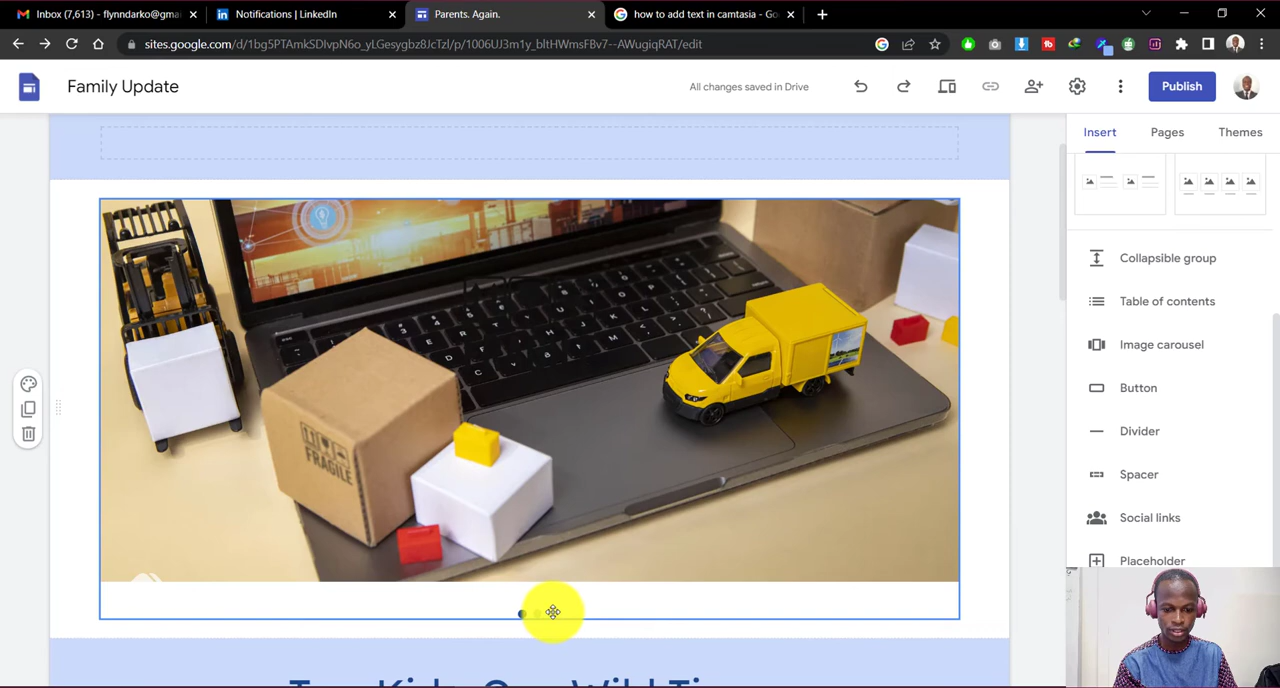 Inbox (7,613) - flynndarko@gmai
Notifications | LinkedIn
Parents. Again.
how to add text in camtasia - Go
sites.google.com/d/1bg5PTAmkSDIvpN6o_yLGesygbz8JcTzl/p/1006UJ3m1y_bltHWmsFBv7--AWugiqRAT/edit
Family Update
All changes saved in Drive
Publish
Insert
Pages
Themes
Collapsible group
Table of contents
Image carousel
Button
Divider
Spacer
Social links
Placeholder
FRAGILE